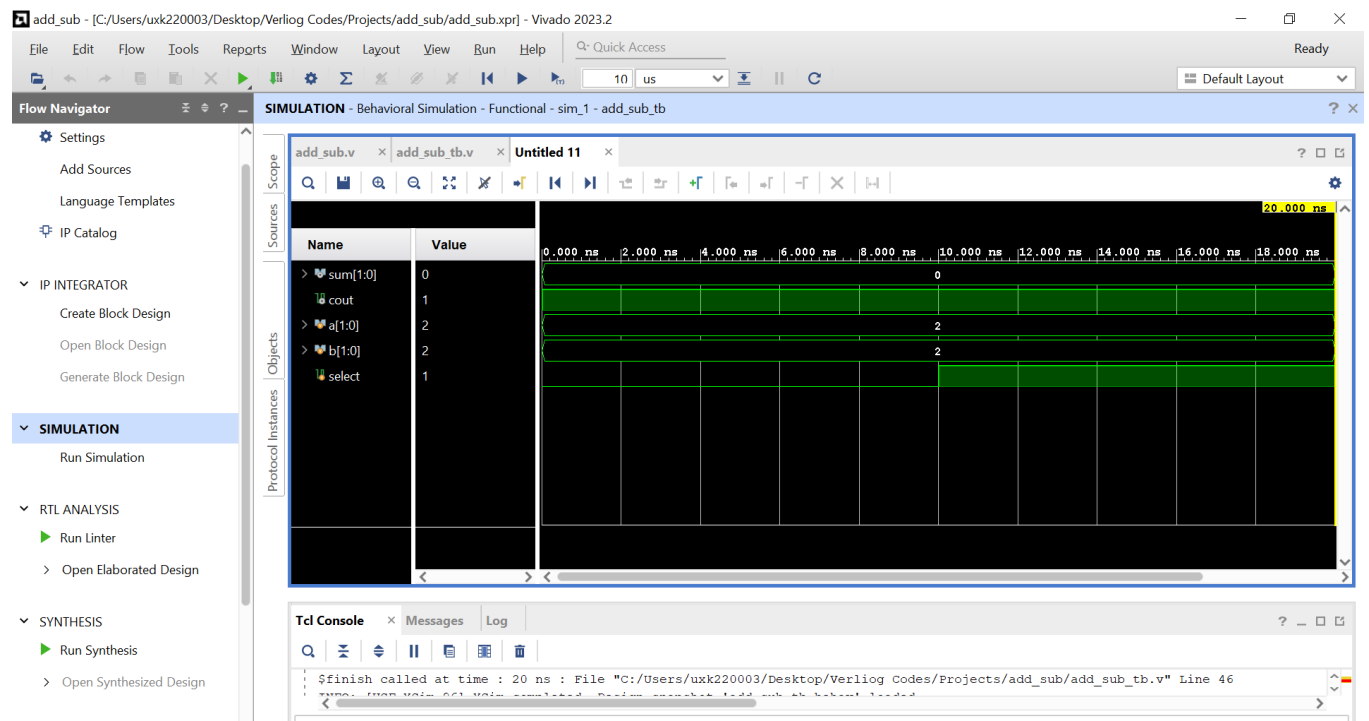 add_sub - [C:/Users/uxk220003/Desktop/Verliog Codes/Projects/add_sub/add_sub.xpr] - Vivado 2023.2
File Edit Flow Tools Reports Window Layout View Run Help Quick Access Ready
10 us Default Layout
Flow Navigator
SIMULATION - Behavioral Simulation - Functional - sim_1 - add_sub_tb
Settings
Add Sources
Language Templates
IP Catalog
IP INTEGRATOR
Create Block Design
Open Block Design
Generate Block Design
SIMULATION
Run Simulation
RTL ANALYSIS
Run Linter
Open Elaborated Design
SYNTHESIS
Run Synthesis
Open Synthesized Design
Scope
Sources
Objects
Protocol Instances
add_sub.v add_sub_tb.v Untitled 11
20.000 ns
Name Value
0.000 ns 2.000 ns 4.000 ns 6.000 ns 8.000 ns 10.000 ns 12.000 ns 14.000 ns 16.000 ns 18.000 ns
sum[1:0] 0 0
cout 1
a[1:0] 2 2
b[1:0] 2 2
select 1
Tcl Console Messages Log
$finish called at time : 20 ns : File "C:/Users/uxk220003/Desktop/Verliog Codes/Projects/add_sub/add_sub_tb.v" Line 46